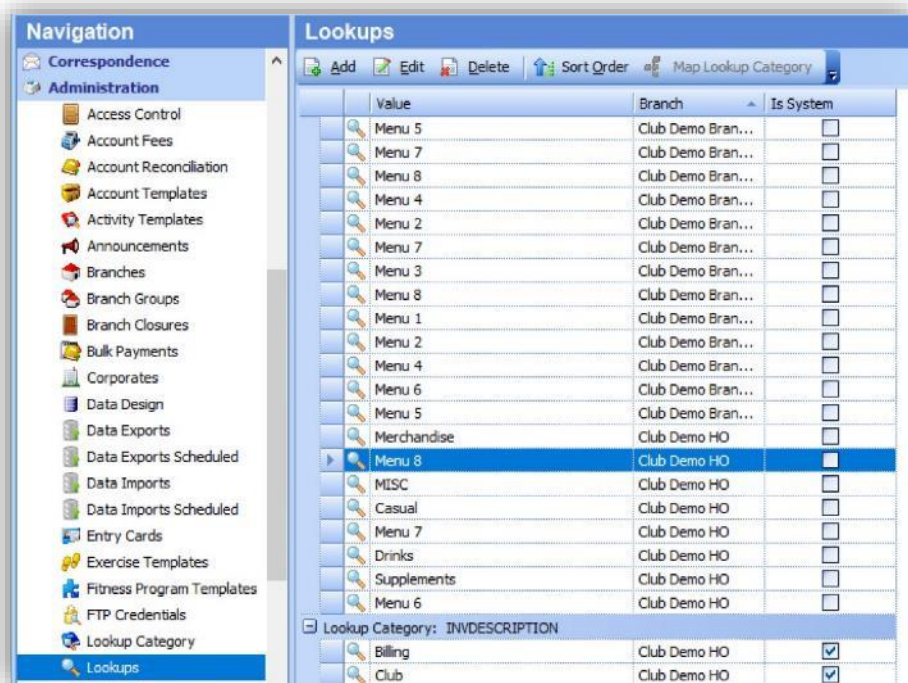 Navigation
Correspondence
Administration
Access Control
Account Fees
Account Reconciliation
Account Templates
Activity Templates
Announcements
Branches
Branch Groups
Branch Closures
Bulk Payments
Corporates
Data Design
Data Exports
Data Exports Scheduled
Data Imports
Data Imports Scheduled
Entry Cards
Exercise Templates
Fitness Program Templates
FTP Credentials
Lookup Category
Lookups
Lookups
Add Edit Delete Sort Order Map Lookup Category
Value Branch Is System
Menu 5 Club Demo Bran...
Menu 7 Club Demo Bran...
Menu 8 Club Demo Bran...
Menu 4 Club Demo Bran...
Menu 2 Club Demo Bran...
Menu 7 Club Demo Bran...
Menu 3 Club Demo Bran...
Menu 8 Club Demo Bran...
Menu 1 Club Demo Bran...
Menu 2 Club Demo Bran...
Menu 4 Club Demo Bran...
Menu 6 Club Demo Bran...
Menu 5 Club Demo Bran...
Merchandise Club Demo HO
Menu 8 Club Demo HO
MISC Club Demo HO
Casual Club Demo HO
Menu 7 Club Demo HO
Drinks Club Demo HO
Supplements Club Demo HO
Menu 6 Club Demo HO
Lookup Category: INVDESCRIPTION
Billing Club Demo HO
Club Club Demo HO